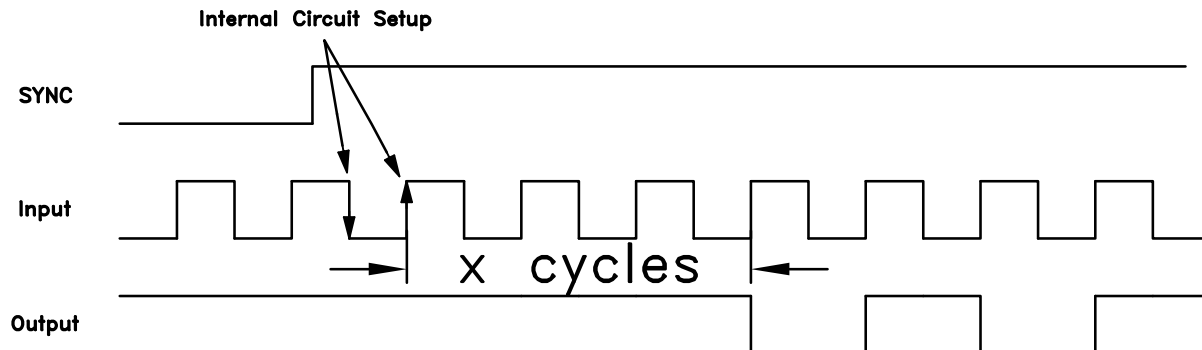 Internal Circuit Setup
SYNC
Input
x cycles
Output